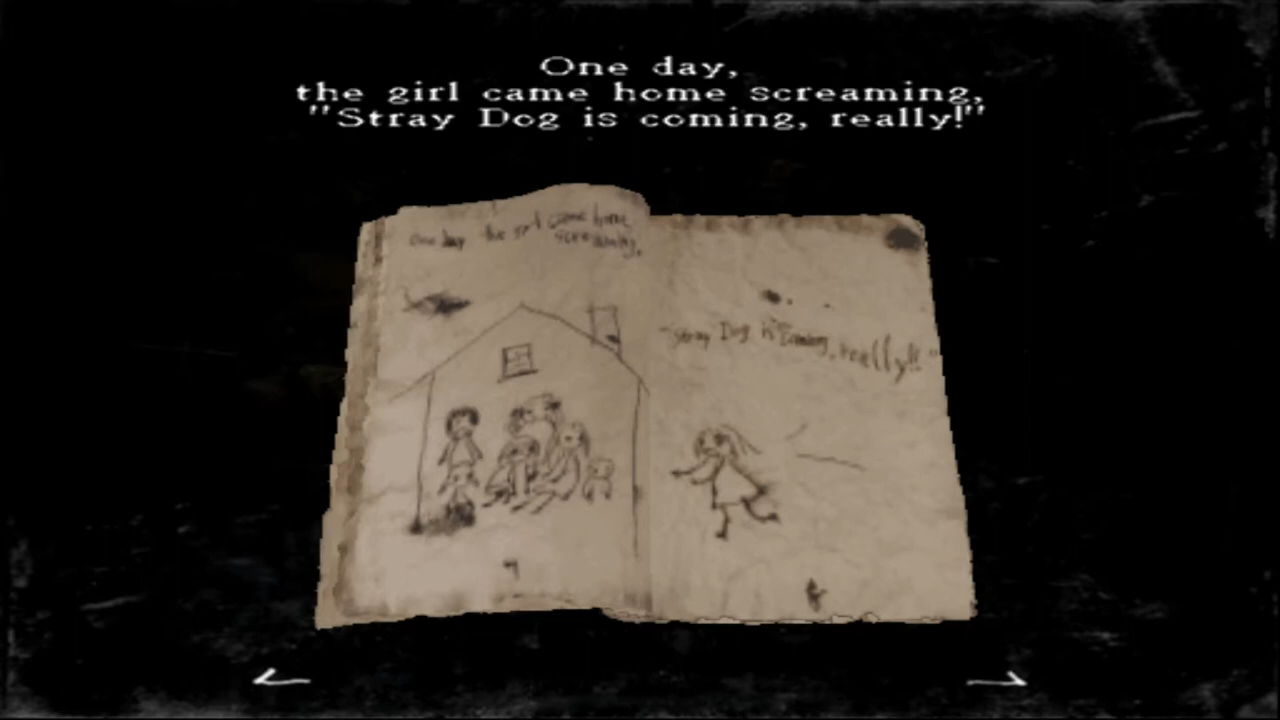 One day,
the girl came home screaming,
"Stray Dog is coming, really!"
One day the girl came home
screaming,
"Stray Dog is coming, really!!"